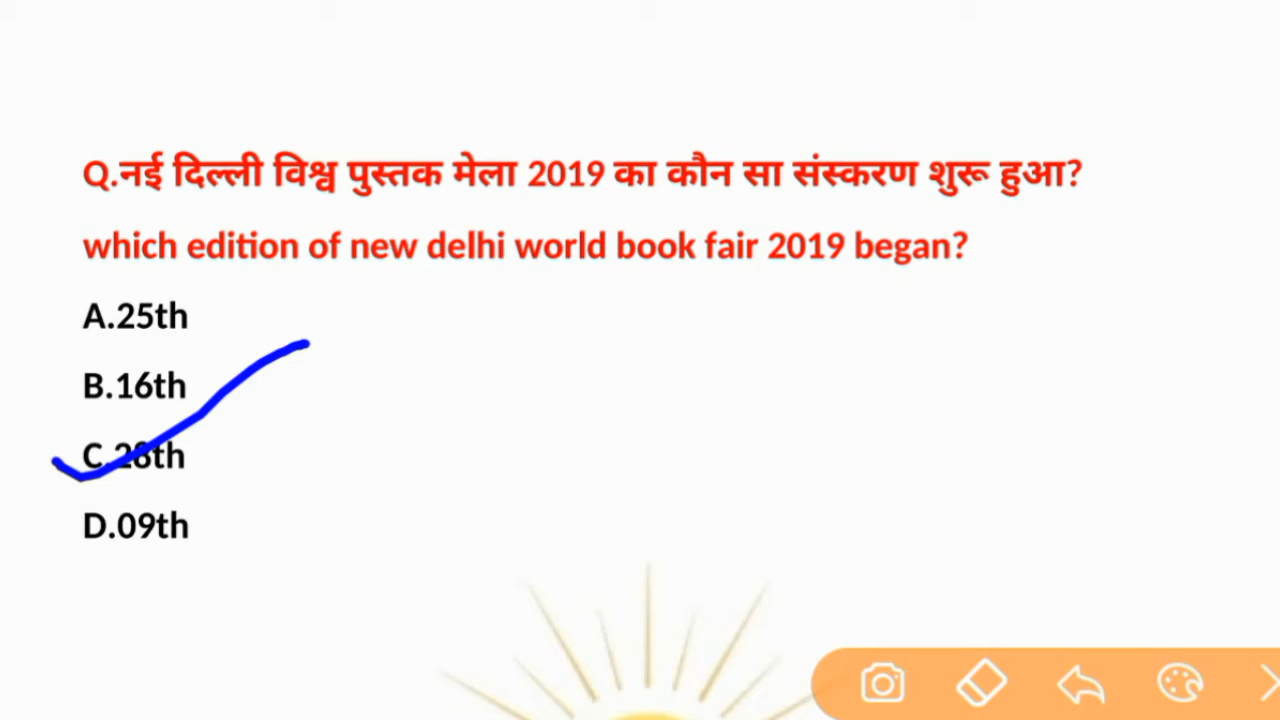 Q.नई दिल्ली विश्व पुस्तक मेला 2019 का कौन सा संस्करण शुरू हुआ?
which edition of new delhi world book fair 2019 began?
A.25th
B.16th
C.28th
D.09th